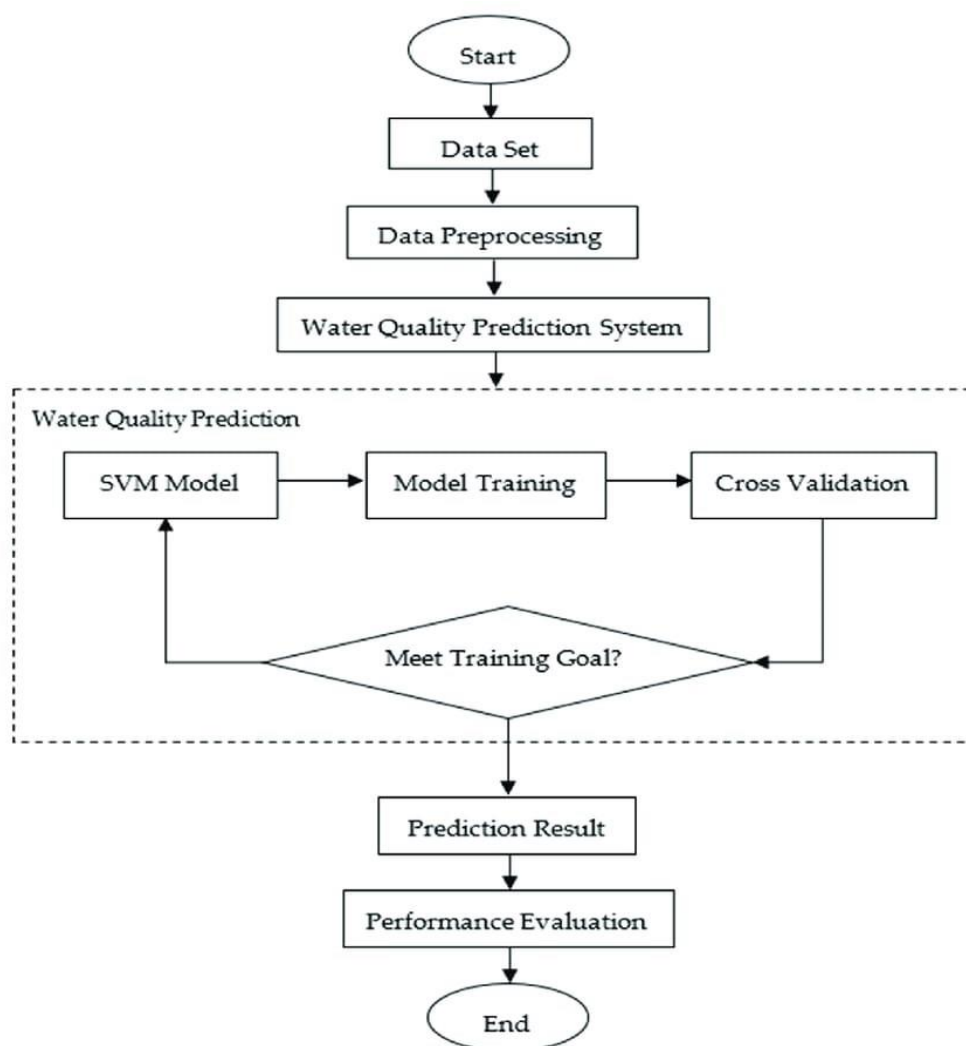 Start
Data Set
Data Preprocessing
Water Quality Prediction System
Water Quality Prediction
SVM Model
Model Training
Cross Validation
Meet Training Goal?
Prediction Result
Performance Evaluation
End